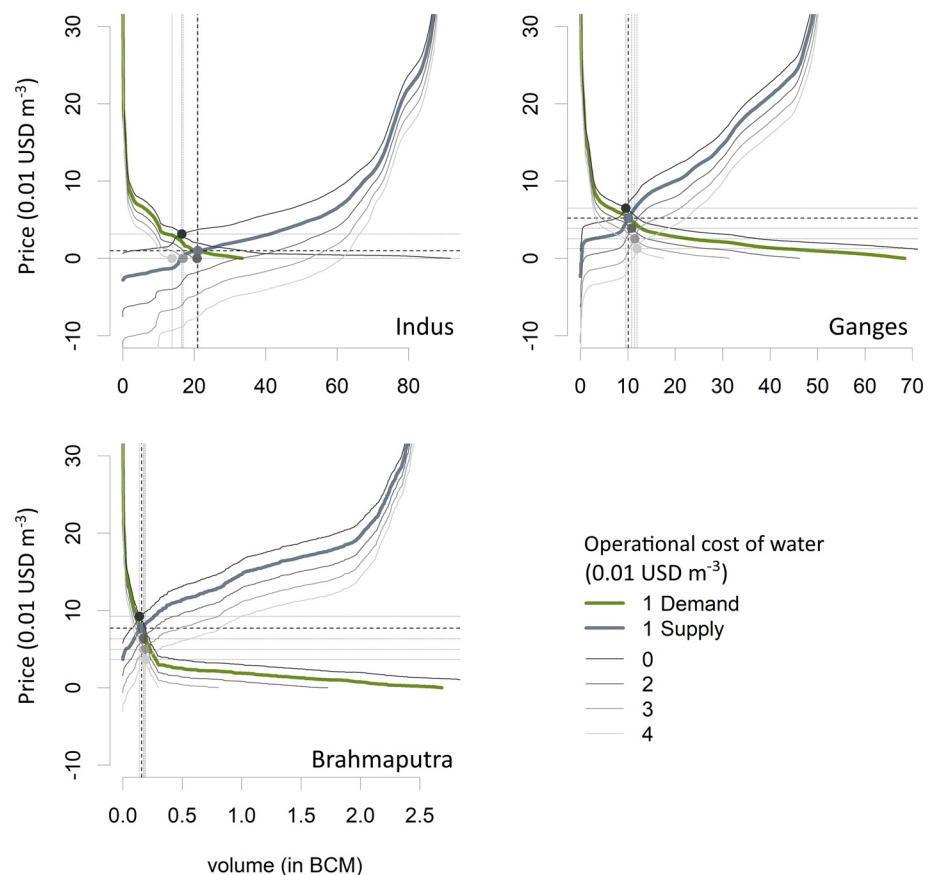 Price (0.01 USD m-3)
30
20
10
0
-10
Indus
0 20 40 60 80
30
20
10
0
-10
Ganges
0 10 20 30 40 50 60 70
Price (0.01 USD m-3)
30
20
10
0
-10
Brahmaputra
0.0 0.5 1.0 1.5 2.0 2.5
volume (in BCM)
Operational cost of water
(0.01 USD m-3)
1 Demand
1 Supply
0
2
3
4